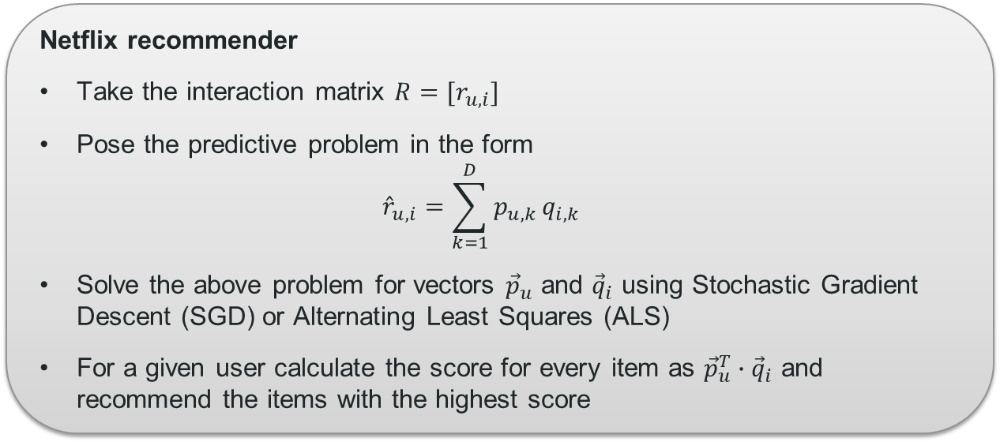 Netflix recommender
• Take the interaction matrix $R = [r_{u,i}]$
• Pose the predictive problem in the form
$\hat{r}_{u,i} = \sum_{k=1}^{D} p_{u,k} \, q_{i,k}$
• Solve the above problem for vectors $\vec{p}_u$ and $\vec{q}_i$ using Stochastic Gradient
Descent (SGD) or Alternating Least Squares (ALS)
• For a given user calculate the score for every item as $\vec{p}_u^T \cdot \vec{q}_i$ and
recommend the items with the highest score